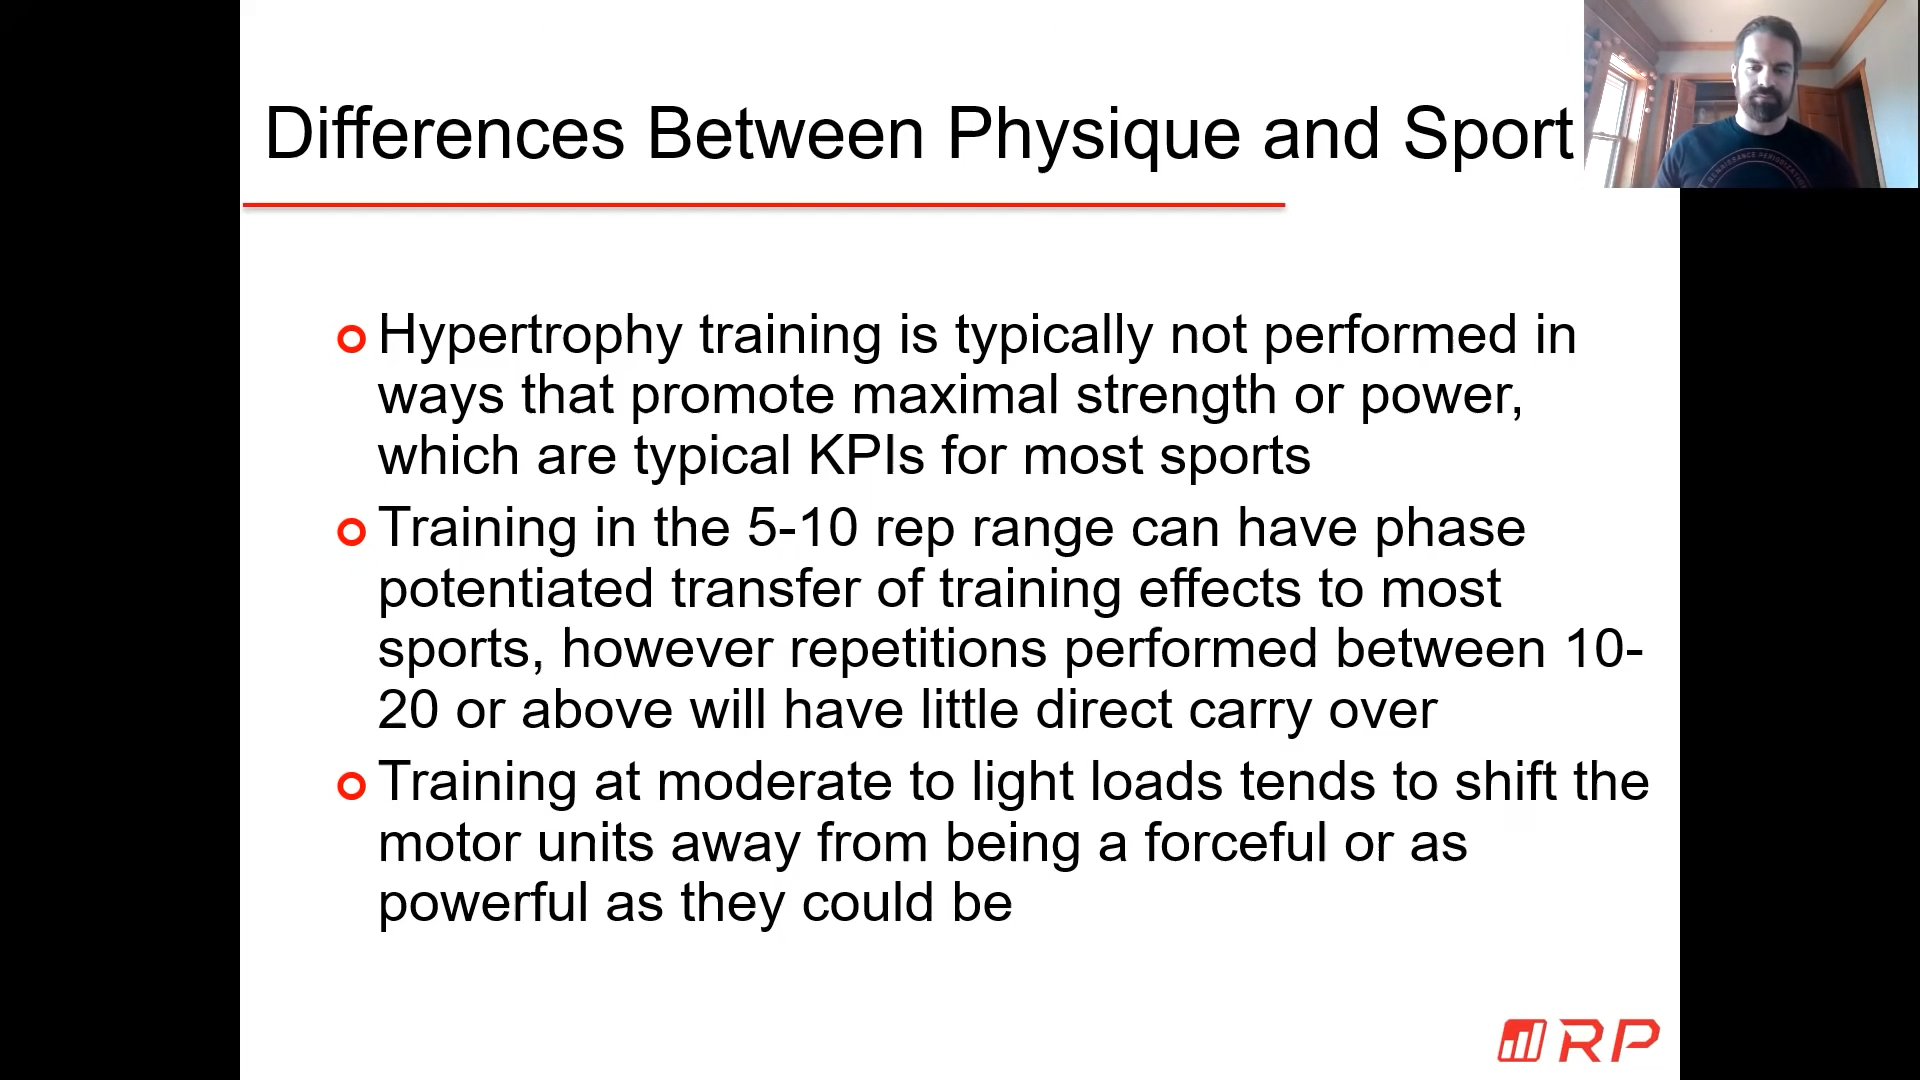 Differences Between Physique and Sport
Hypertrophy training is typically not performed in
ways that promote maximal strength or power,
which are typical KPIs for most sports
Training in the 5-10 rep range can have phase
potentiated transfer of training effects to most
sports, however repetitions performed between 10-
20 or above will have little direct carry over
Training at moderate to light loads tends to shift the
motor units away from being a forceful or as
powerful as they could be
RENAISSANCE PERIODIZATION
RP